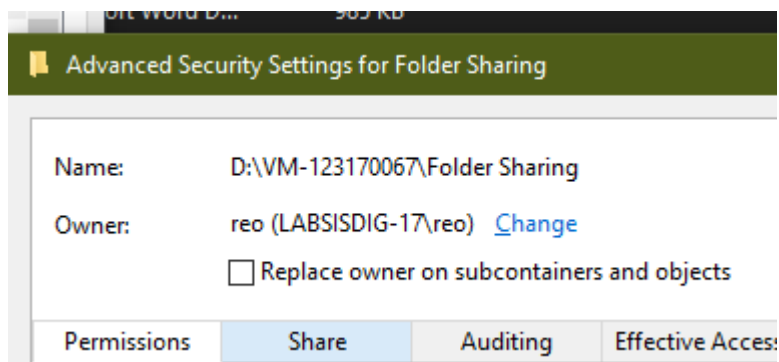 Advanced Security Settings for Folder Sharing
Name: D:\VM-123170067\Folder Sharing
Owner: reo (LABSISDIG-17\reo) Change
Replace owner on subcontainers and objects
Permissions Share Auditing Effective Access